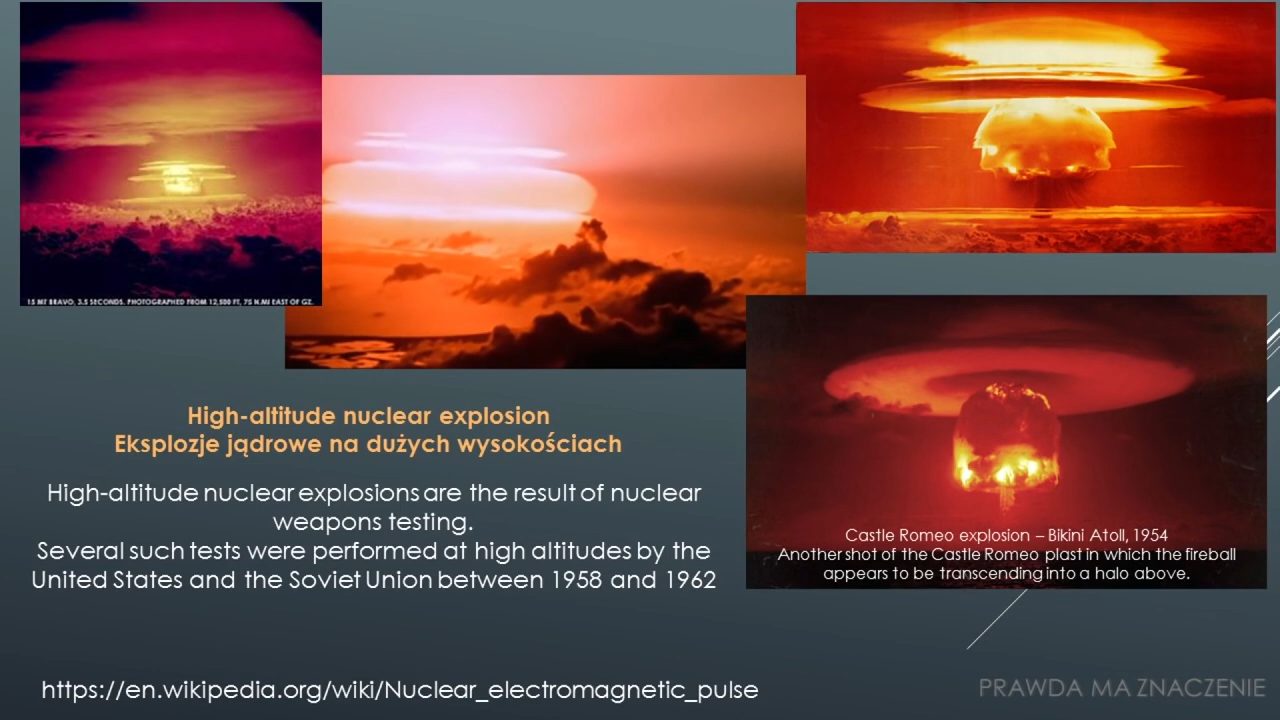 15 MT BRAVO, 3.5 SECONDS. PHOTOGRAPHED FROM 12,500 FT, 75 N.MI EAST OF GZ.
High-altitude nuclear explosion
Eksplozje jądrowe na dużych wysokościach
High-altitude nuclear explosions are the result of nuclear
weapons testing.
Several such tests were performed at high altitudes by the
United States and the Soviet Union between 1958 and 1962
Castle Romeo explosion – Bikini Atoll, 1954
Another shot of the Castle Romeo plast in which the fireball
appears to be transcending into a halo above.
https://en.wikipedia.org/wiki/Nuclear_electromagnetic_pulse
PRAWDA MA ZNACZENIE